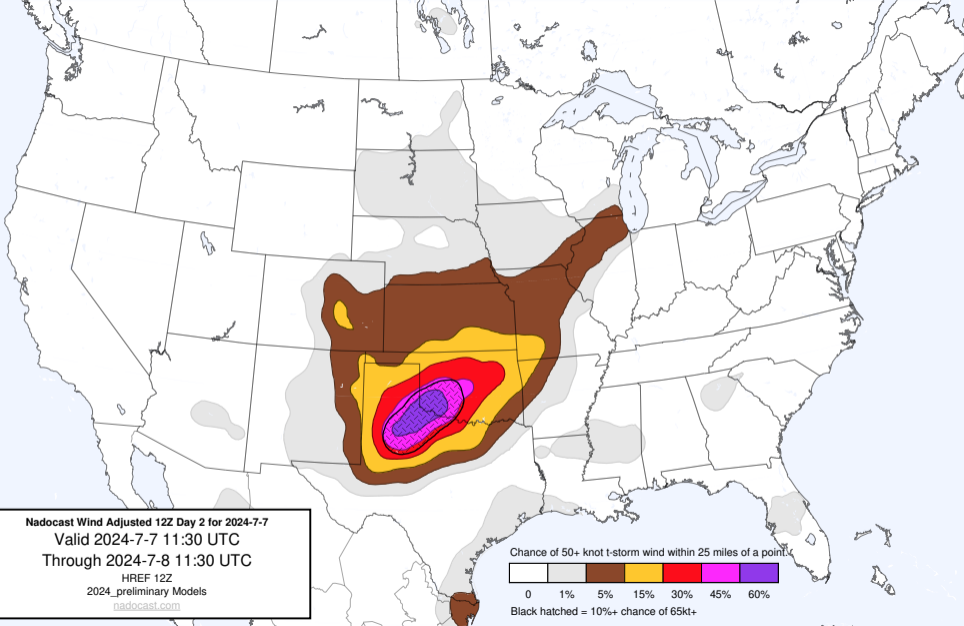 Nadocast Wind Adjusted 12Z Day 2 for 2024-7-7
Valid 2024-7-7 11:30 UTC
Through 2024-7-8 11:30 UTC
HREF 12Z
2024_preliminary Models
nadocast.com
Chance of 50+ knot t-storm wind within 25 miles of a point.
0 1% 5% 15% 30% 45% 60%
Black hatched = 10%+ chance of 65kt+